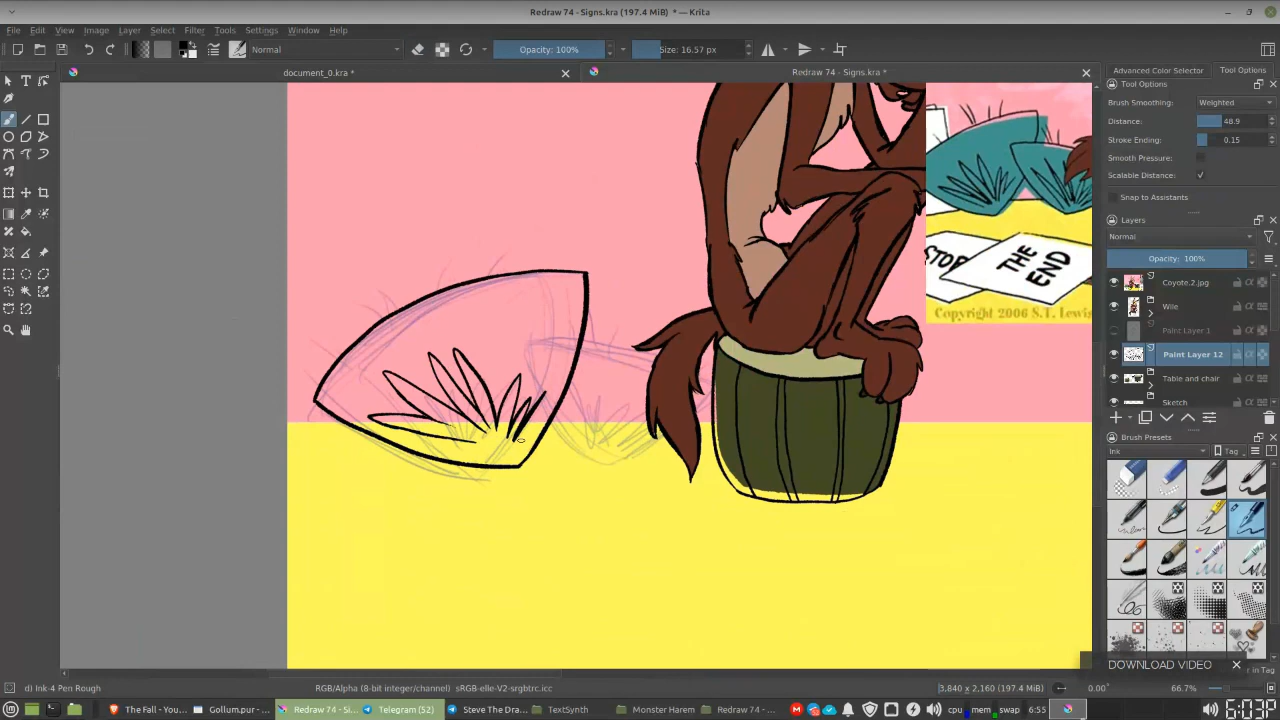 Redraw 74 - Signs.kra (197.4 MiB) * — Krita
File Edit View Image Layer Select Filter Tools Settings Window Help
Normal Opacity: 100% Size: 16.57 px
document_0.kra * Redraw 74 - Signs.kra * Advanced Color Selector Tool Options
Tool Options
Brush Smoothing: Weighted
Distance: 48.9
Stroke Ending: 0.15
Smooth Pressure:
Scalable Distance:
Snap to Assistants
Layers
Normal
Opacity: 100%
Coyote.2.jpg
Wile
Paint Layer 1
Paint Layer 12
Table and chair
Sketch
STOP
THE
END
Copyright 2006 S.T. Lewis
Brush Presets
Ink Tag
DOWNLOAD VIDEO
in Tag
d) Ink-4 Pen Rough RGB/Alpha (8-bit integer/channel) sRGB-elle-V2-srgbtrc.icc 3,840 x 2,160 (197.4 MiB) 0.00° 66.7%
The Fall - You... Gollum.pur - ... Redraw 74 - Si... Telegram (52) Steve The Dra... TextSynth Monster Harem Redraw 74 - ... cpu mem swap 6:55 6:03P